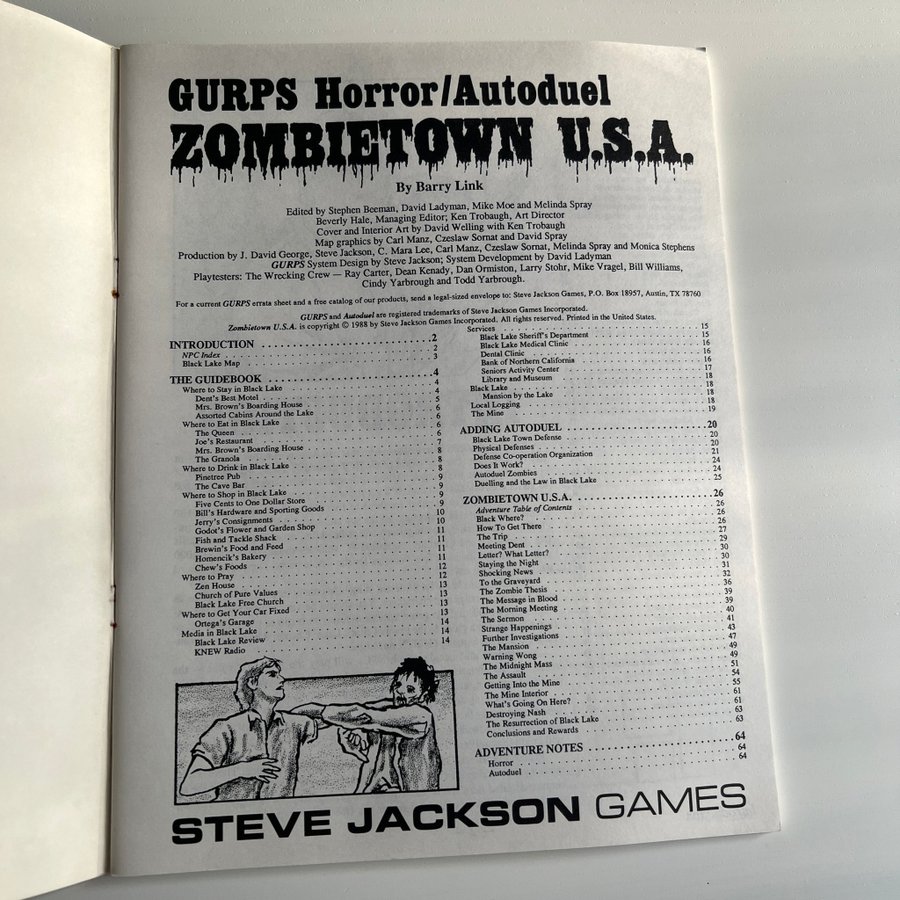 GURPS Horror/Autoduel
ZOMBIETOWN U.S.A.
By Barry Link
Edited by Stephen Beeman, David Ladyman, Mike Moe and Melinda Spray
Beverly Hale, Managing Editor; Ken Trobaugh, Art Director
Cover and Interior Art by David Welling with Ken Trobaugh
Map graphics by Carl Manz, Czeslaw Sornat and David Spray
Production by J. David George, Steve Jackson, C. Mara Lee, Carl Manz, Czeslaw Sornat, Melinda Spray and Monica Stephens
GURPS System Design by Steve Jackson; System Development by David Ladyman
Playtesters: The Wrecking Crew — Ray Carter, Dean Kenady, Dan Ormiston, Larry Stohr, Mike Vragel, Bill Williams,
Cindy Yarbrough and Todd Yarbrough.
For a current GURPS errata sheet and a free catalog of our products, send a legal-sized envelope to: Steve Jackson Games, P.O. Box 18957, Austin, TX 78760
GURPS and Autoduel are registered trademarks of Steve Jackson Games Incorporated.
Zombietown U.S.A. is copyright © 1988 by Steve Jackson Games Incorporated. All rights reserved. Printed in the United States.
INTRODUCTION 2
NPC Index 2
Black Lake Map 3
THE GUIDEBOOK 4
Where to Stay in Black Lake 4
Dent's Best Motel 4
Mrs. Brown's Boarding House 5
Assorted Cabins Around the Lake 6
Where to Eat in Black Lake 6
The Queen 6
Joe's Restaurant 6
Mrs. Brown's Boarding House 7
The Granola 8
Where to Drink in Black Lake 8
Pinetree Pub 8
The Cave Bar 9
Where to Shop in Black Lake 9
Five Cents to One Dollar Store 9
Bill's Hardware and Sporting Goods 9
Jerry's Consignments 10
Godot's Flower and Garden Shop 10
Fish and Tackle Shack 11
Brewin's Food and Feed 11
Homencik's Bakery 11
Chew's Foods 11
Where to Pray 12
Zen House 12
Church of Pure Values 13
Black Lake Free Church 13
Where to Get Your Car Fixed 13
Ortega's Garage 13
Media in Black Lake 14
Black Lake Review 14
KNEW Radio 14
Services 15
Black Lake Sheriff's Department 15
Black Lake Medical Clinic 16
Dental Clinic 16
Bank of Northern California 16
Seniors Activity Center 17
Library and Museum 18
Black Lake 18
Mansion by the Lake 18
Local Logging 18
The Mine 19
ADDING AUTODUEL 20
Black Lake Town Defense 20
Physical Defenses 20
Defense Co-operation Organization 21
Does It Work? 24
Autoduel Zombies 24
Duelling and the Law in Black Lake 25
ZOMBIETOWN U.S.A. 26
Adventure Table of Contents 26
Black Where? 26
How To Get There 26
The Trip 27
Meeting Dent 29
Letter? What Letter? 30
Staying the Night 30
Shocking News 31
To the Graveyard 32
The Zombie Thesis 36
The Message in Blood 39
The Morning Meeting 39
The Sermon 40
Strange Happenings 41
Further Investigations 43
The Mansion 47
Warning Wong 49
The Midnight Mass 49
The Assault 51
Getting Into the Mine 54
The Mine Interior 55
What's Going On Here? 61
Destroying Nash 61
The Resurrection of Black Lake 63
Conclusions and Rewards 63
ADVENTURE NOTES 64
Horror 64
Autoduel 64
STEVE JACKSON GAMES